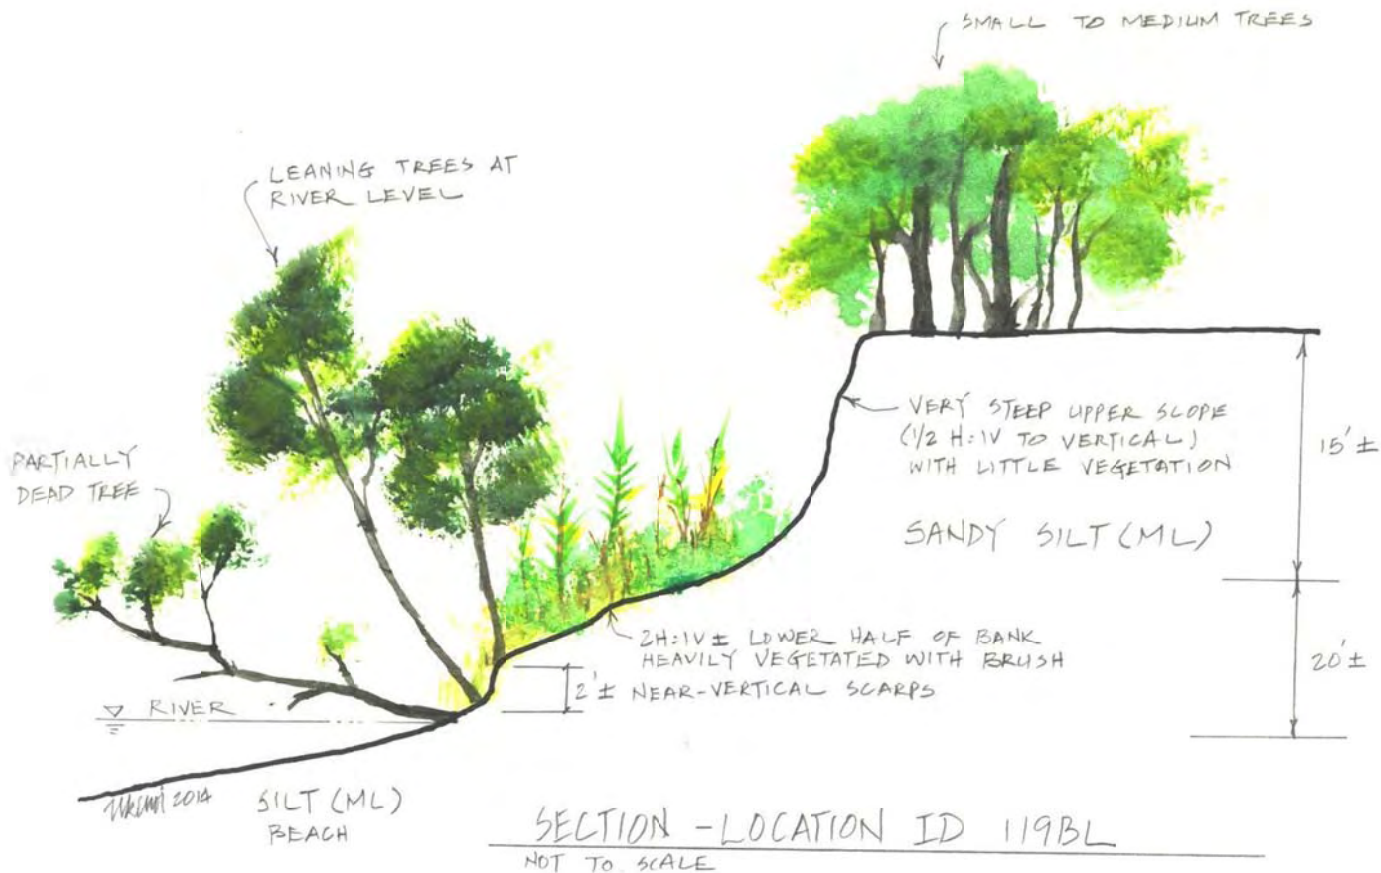 SMALL TO MEDIUM TREES
LEANING TREES AT
RIVER LEVEL
VERY STEEP UPPER SLOPE
(1/2 H:1V TO VERTICAL)
WITH LITTLE VEGETATION
15'±
PARTIALLY
DEAD TREE
SANDY SILT (ML)
2H:1V± LOWER HALF OF BANK
HEAVILY VEGETATED WITH BRUSH
20'±
2'± NEAR-VERTICAL SCARPS
RIVER
2014
SILT (ML)
BEACH
SECTION - LOCATION ID 119BL
NOT TO SCALE